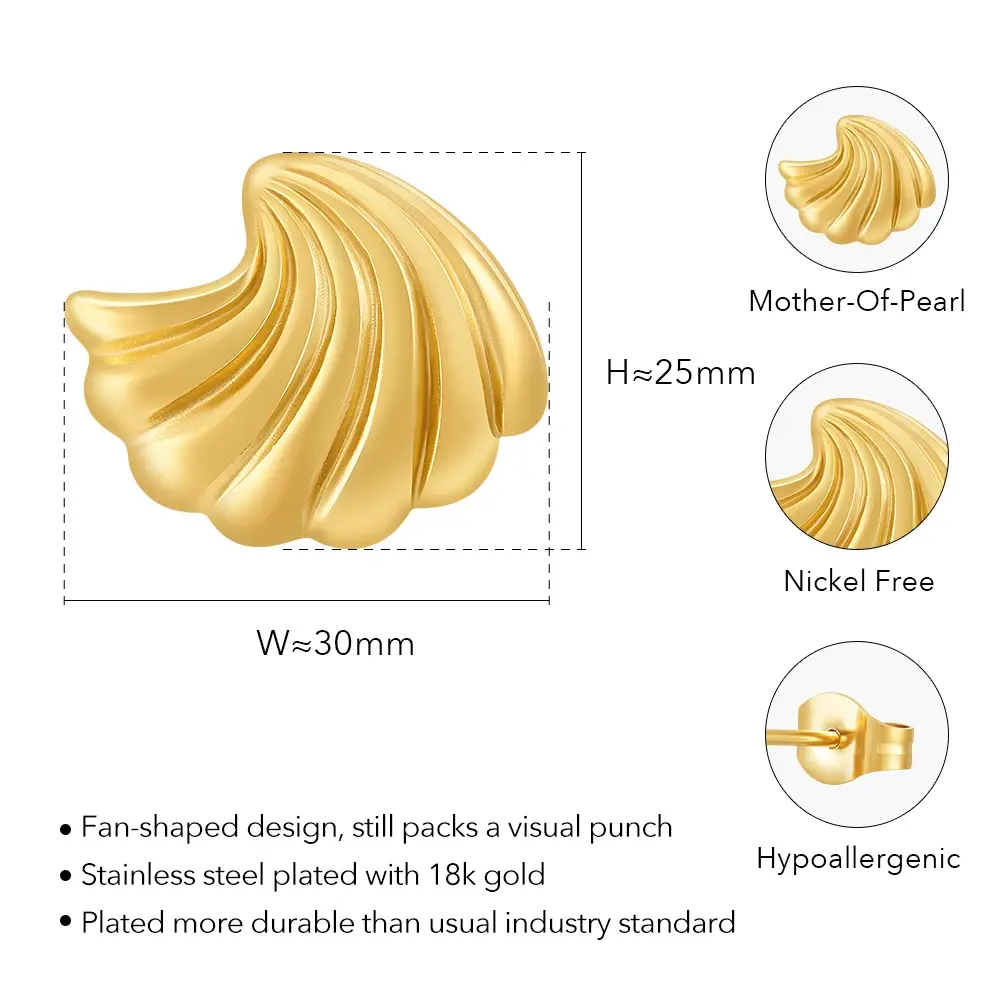 Mother-Of-Pearl
H≈25mm
Nickel Free
W≈30mm
Hypoallergenic
• Fan-shaped design, still packs a visual punch
• Stainless steel plated with 18k gold
• Plated more durable than usual industry standard